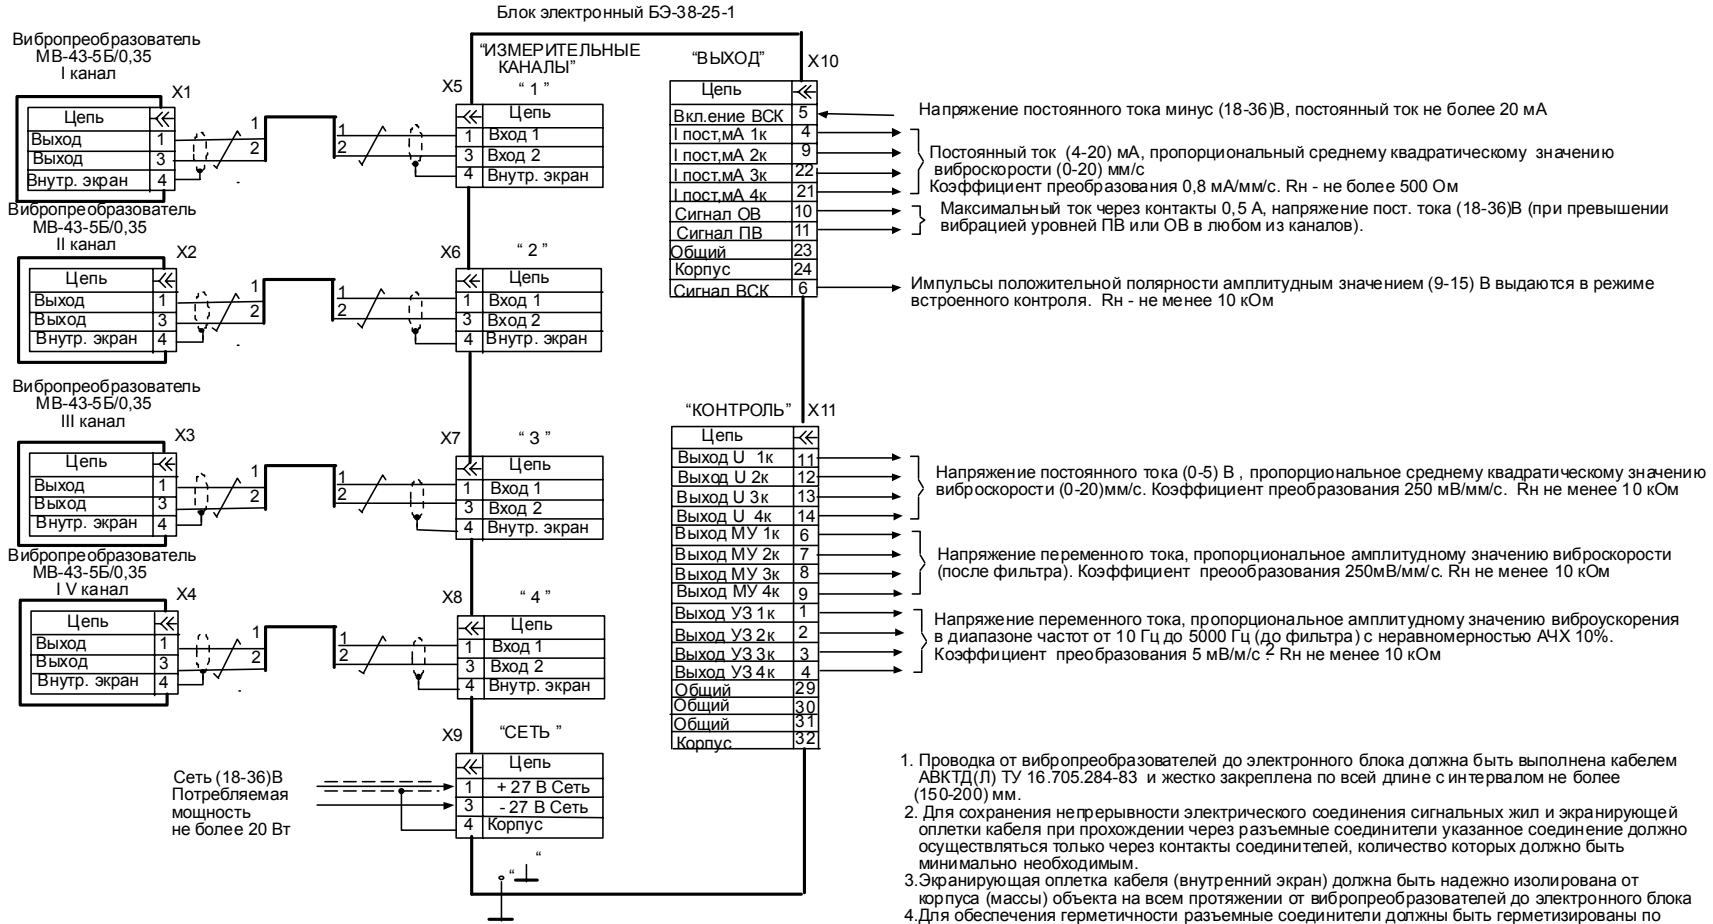 Блок электронный БЭ-38-25-1
Вибропреобразователь
МВ-43-5Б/0,35
I канал
X1
Цепь
Выход 1
Выход 3
Внутр. экран 4
1
2
1
2
"ИЗМЕРИТЕЛЬНЫЕ
КАНАЛЫ"
X5
" 1 "
Цепь
1 Вход 1
3 Вход 2
4 Внутр. экран
Вибропреобразователь
МВ-43-5Б/0,35
II канал
X2
Цепь
Выход 1
Выход 3
Внутр. экран 4
1
2
1
2
X6
" 2 "
Цепь
1 Вход 1
3 Вход 2
4 Внутр. экран
Вибропреобразователь
МВ-43-5Б/0,35
III канал
X3
Цепь
Выход 1
Выход 3
Внутр. экран 4
1
2
1
2
X7
" 3 "
Цепь
1 Вход 1
3 Вход 2
4 Внутр. экран
Вибропреобразователь
МВ-43-5Б/0,35
I V канал
X4
Цепь
Выход 1
Выход 3
Внутр. экран 4
1
2
1
2
X8
" 4 "
Цепь
1 Вход 1
3 Вход 2
4 Внутр. экран
X9
"СЕТЬ "
Цепь
1 + 27 В Сеть
3 - 27 В Сеть
4 Корпус
Сеть (18-36)В
Потребляемая
мощность
не более 20 Вт
"ВЫХОД"
X10
Цепь
Вкл.ение ВСК 5
I пост,мА 1к 4
I пост,мА 2к 9
I пост,мА 3к 22
I пост,мА 4к 21
Сигнал ОВ 10
Сигнал ПВ 11
Общий 23
Корпус 24
Сигнал ВСК 6
Напряжение постоянного тока минус (18-36)В, постоянный ток не более 20 мА
Постоянный ток (4-20) мА, пропорциональный среднему квадратическому значению
виброскорости (0-20) мм/с
Коэффициент преобразования 0,8 мА/мм/с. Rн - не более 500 Ом
Максимальный ток через контакты 0,5 А, напряжение пост. тока (18-36)В (при превышении
вибрацией уровней ПВ или ОВ в любом из каналов).
Импульсы положительной полярности амплитудным значением (9-15) В выдаются в режиме
встроенного контроля. Rн - не менее 10 кОм
"КОНТРОЛЬ"
X11
Цепь
Выход U 1к 11
Выход U 2к 12
Выход U 3к 13
Выход U 4к 14
Выход МУ 1к 6
Выход МУ 2к 7
Выход МУ 3к 8
Выход МУ 4к 9
Выход УЗ 1к 1
Выход УЗ 2к 2
Выход УЗ 3к 3
Выход УЗ 4к 4
Общий 29
Общий 30
Общий 31
Корпус 32
Напряжение постоянного тока (0-5) В , пропорциональное среднему квадратическому значению
виброскорости (0-20)мм/с. Коэффициент преобразования 250 мВ/мм/с. Rн не менее 10 кОм
Напряжение переменного тока, пропорциональное амплитудному значению виброскорости
(после фильтра). Коэффициент преообразования 250мВ/мм/с. Rн не менее 10 кОм
Напряжение переменного тока, пропорциональное амплитудному значению виброускорения
в диапазоне частот от 10 Гц до 5000 Гц (до фильтра) с неравномерностью АЧХ 10%.
Коэффициент преобразования 5 мВ/м/с². Rн не менее 10 кОм
1. Проводка от вибропреобразователей до электронного блока должна быть выполнена кабелем
АВКТД(Л) ТУ 16.705.284-83 и жестко закреплена по всей длине с интервалом не более
(150-200) мм.
2. Для сохранения непрерывности электрического соединения сигнальных жил и экранирующей
оплетки кабеля при прохождении через разъемные соединители указанное соединение должно
осуществляться только через контакты соединителей, количество которых должно быть
минимально необходимым.
3.Экранирующая оплетка кабеля (внутренний экран) должна быть надежно изолирована от
корпуса (массы) объекта на всем протяжении от вибропреобразователей до электронного блока
4.Для обеспечения герметичности разъемные соединители должны быть герметизированы по